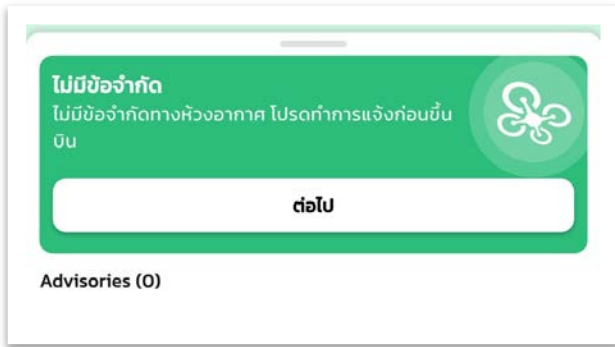 ไม่มีข้อจำกัด
ไม่มีข้อจำกัดทางห้วงอากาศ โปรดทำการแจ้งก่อนขึ้น
บิน
ต่อไป
Advisories (0)